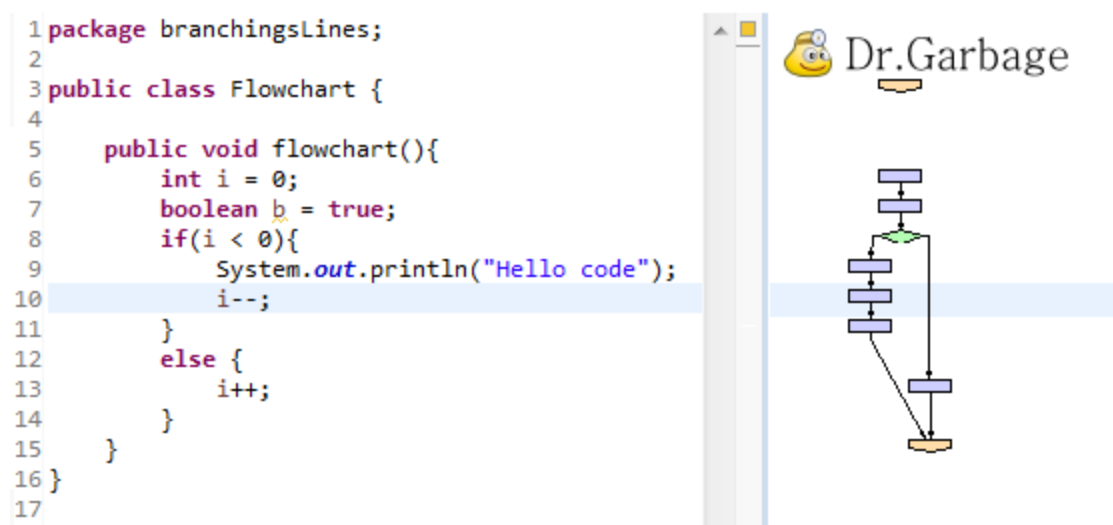 1 package branchingsLines;
2
3 public class Flowchart {
4
5     public void flowchart(){
6         int i = 0;
7         boolean b = true;
8         if(i < 0){
9             System.out.println("Hello code");
10             i--;
11         }
12         else {
13             i++;
14         }
15     }
16 }
17
Dr.Garbage